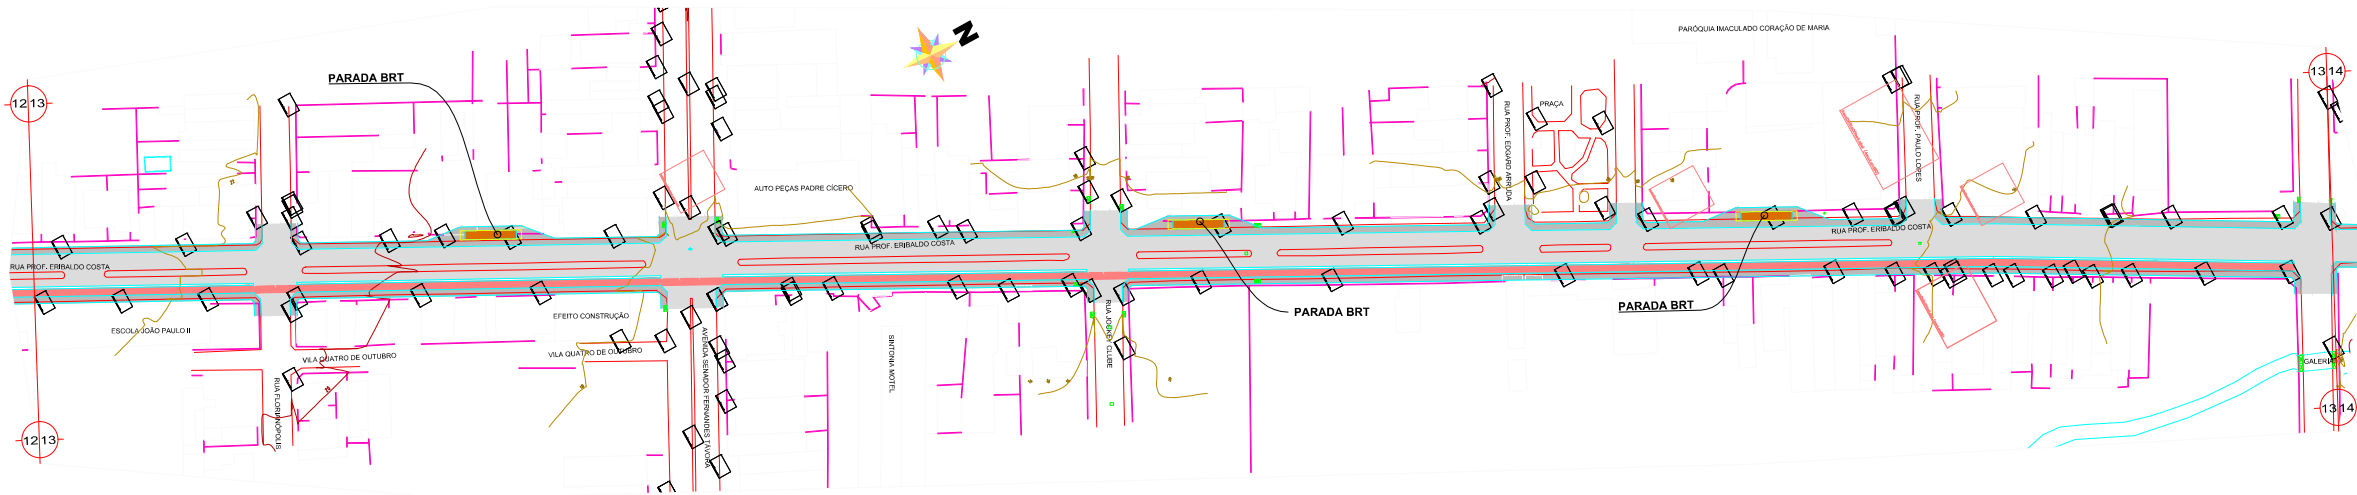 PARÓQUIA IMACULADO CORAÇÃO DE MARIA
N
PARADA BRT
12 13
13 14
PRAÇA
RUA PROF. EDGARD ARRUDA
RUA PROF. PAULO LOPES
AUTO PEÇAS PADRE CÍCERO
RUA PROF. ERIBALDO COSTA
RUA PROF. ERIBALDO COSTA
RUA PROF. ERIBALDO COSTA
PARADA BRT
PARADA BRT
ESCOLA JOÃO PAULO II
EFEITO CONSTRUÇÃO
VILA QUATRO DE OUTUBRO
VILA QUATRO DE OUTUBRO
RUA FLORIANÓPOLIS
AVENIDA SENADOR FERNANDES TÁVORA
SINTONIA MOTEL
RUA JOCKEY CLUBE
GALERIA
12 13
13 14